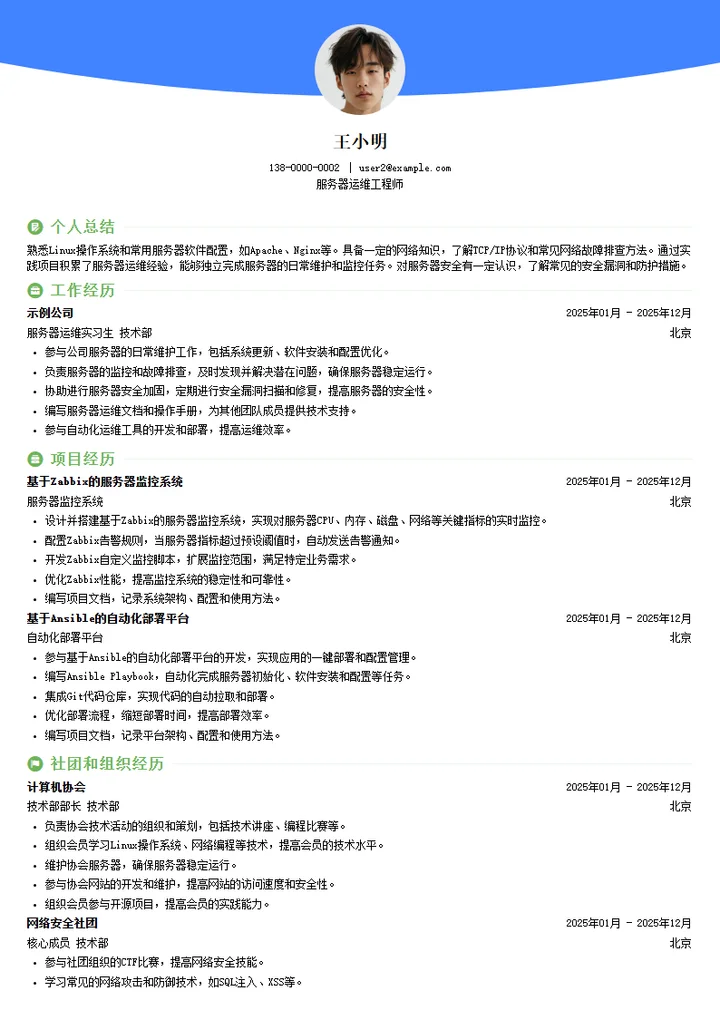 王小明
138-0000-0002 | user2@example.com
服务器运维工程师
个人总结
熟悉Linux操作系统和常用服务器软件配置，如Apache、Nginx等。具备一定的网络知识，了解TCP/IP协议和常见网络故障排查方法。通过实
践项目积累了服务器运维经验，能够独立完成服务器的日常维护和监控任务。对服务器安全有一定认识，了解常见的安全漏洞和防护措施。
工作经历
示例公司 2025年01月 - 2025年12月
服务器运维实习生 技术部 北京
• 参与公司服务器的日常维护工作，包括系统更新、软件安装和配置优化。
• 负责服务器的监控和故障排查，及时发现并解决潜在问题，确保服务器稳定运行。
• 协助进行服务器安全加固，定期进行安全漏洞扫描和修复，提高服务器的安全性。
• 编写服务器运维文档和操作手册，为其他团队成员提供技术支持。
• 参与自动化运维工具的开发和部署，提高运维效率。
项目经历
基于Zabbix的服务器监控系统 2025年01月 - 2025年12月
服务器监控系统 北京
• 设计并搭建基于Zabbix的服务器监控系统，实现对服务器CPU、内存、磁盘、网络等关键指标的实时监控。
• 配置Zabbix告警规则，当服务器指标超过预设阈值时，自动发送告警通知。
• 开发Zabbix自定义监控脚本，扩展监控范围，满足特定业务需求。
• 优化Zabbix性能，提高监控系统的稳定性和可靠性。
• 编写项目文档，记录系统架构、配置和使用方法。
基于Ansible的自动化部署平台 2025年01月 - 2025年12月
自动化部署平台 北京
• 参与基于Ansible的自动化部署平台的开发，实现应用的一键部署和配置管理。
• 编写Ansible Playbook，自动化完成服务器初始化、软件安装和配置等任务。
• 集成Git代码仓库，实现代码的自动拉取和部署。
• 优化部署流程，缩短部署时间，提高部署效率。
• 编写项目文档，记录平台架构、配置和使用方法。
社团和组织经历
计算机协会 2025年01月 - 2025年12月
技术部部长 技术部 北京
• 负责协会技术活动的组织和策划，包括技术讲座、编程比赛等。
• 组织会员学习Linux操作系统、网络编程等技术，提高会员的技术水平。
• 维护协会服务器，确保服务器稳定运行。
• 参与协会网站的开发和维护，提高网站的访问速度和安全性。
• 组织会员参与开源项目，提高会员的实践能力。
网络安全社团 2025年01月 - 2025年12月
核心成员 技术部 北京
• 参与社团组织的CTF比赛，提高网络安全技能。
• 学习常见的网络攻击和防御技术，如SQL注入、XSS等。